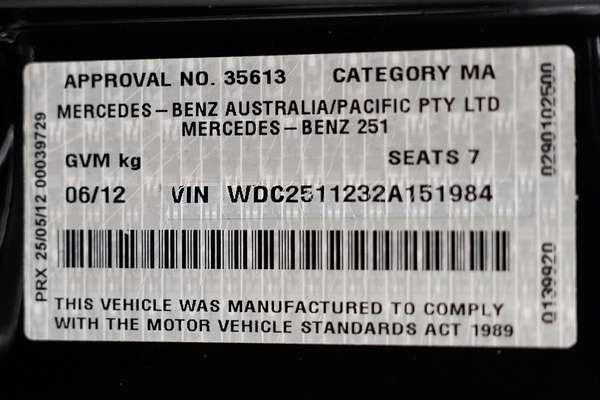 APPROVAL NO. 35613 CATEGORY MA
MERCEDES-BENZ AUSTRALIA/PACIFIC PTY LTD
MERCEDES-BENZ 251
GVM kg SEATS 7
06/12 VIN WDC2511232A151984
THIS VEHICLE WAS MANUFACTURED TO COMPLY
WITH THE MOTOR VEHICLE STANDARDS ACT 1989
PRX 25/05/12 00039729
0290102500
0139920